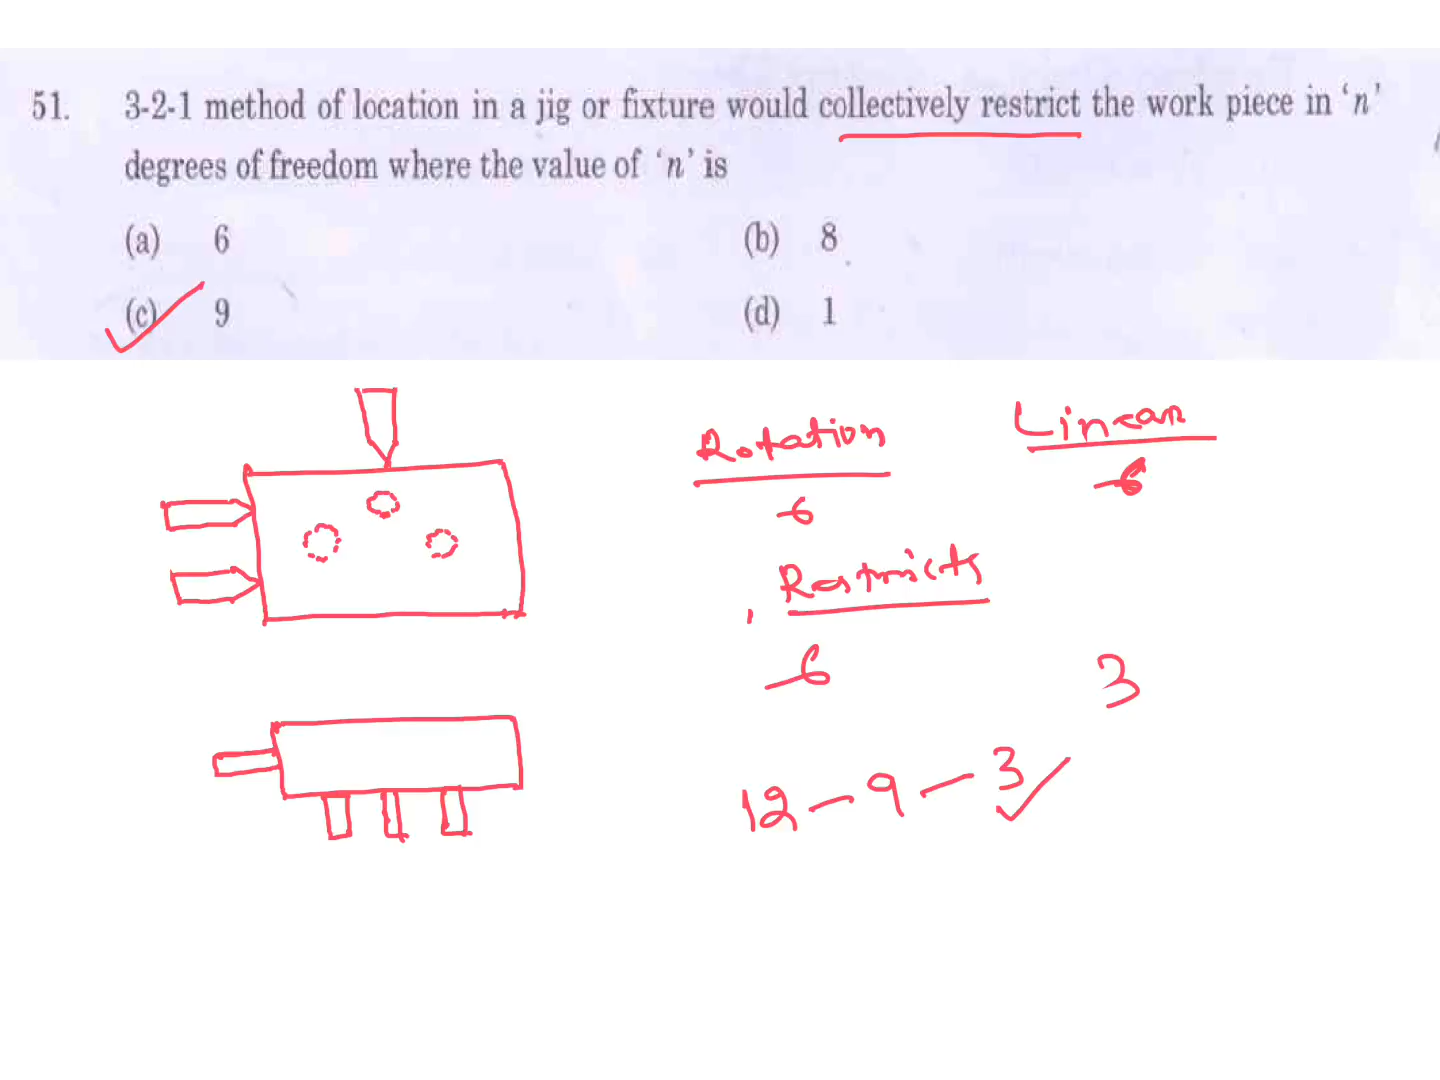 51. 3-2-1 method of location in a jig or fixture would collectively restrict the work piece in 'n'
degrees of freedom where the value of 'n' is
(a) 6 (b) 8
(c) 9 (d) 1
Rotation Linear
6 6
Restricts
6 3
12 - 9 - 3